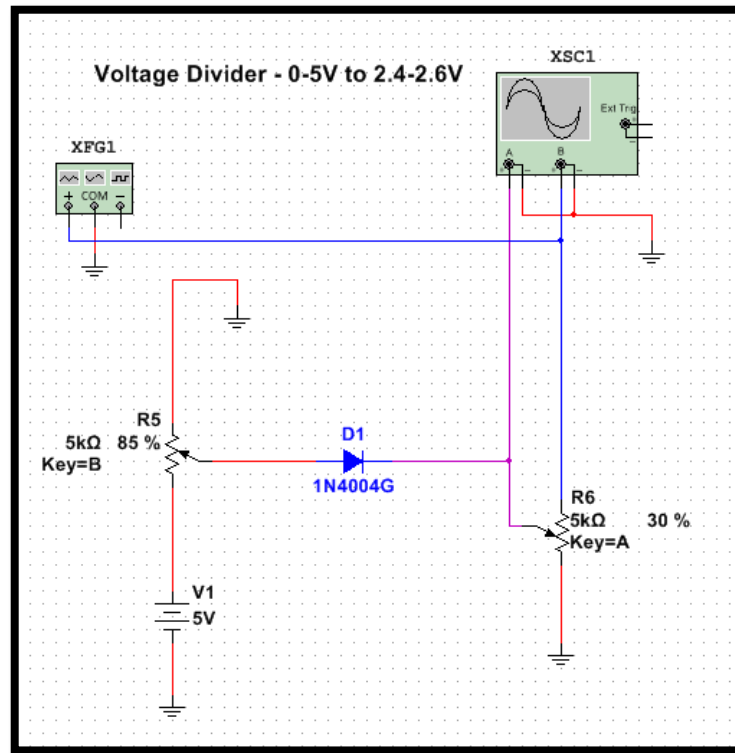 XSC1
Voltage Divider - 0-5V to 2.4-2.6V
Ext Trig
+
−
XFG1
A
B
+ − + −
+ COM −
R5
5kΩ 85 %
Key=B
D1
1N4004G
R6
5kΩ 30 %
Key=A
V1
5V